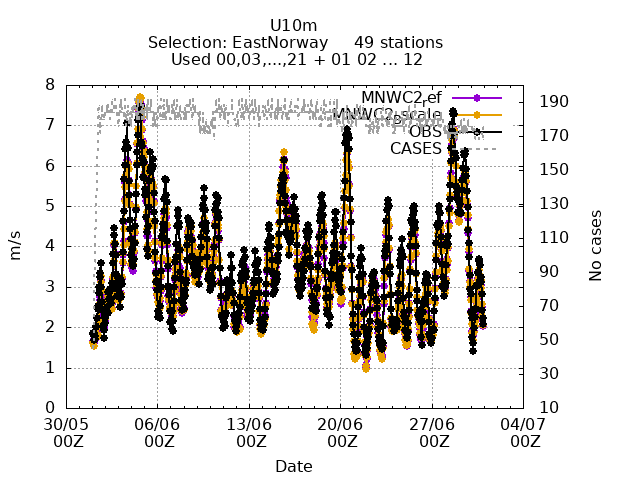 U10m
Selection: EastNorway 49 stations
Used 00,03,...,21 + 01 02 ... 12
MNWC2_ref
MNWC2_scale
OBS
CASES
8
7
6
5
4
3
2
1
0
190
170
150
130
110
90
70
50
30
10
m/s
No cases
30/05 06/06 13/06 20/06 27/06 04/07
00Z 00Z 00Z 00Z 00Z 00Z
Date